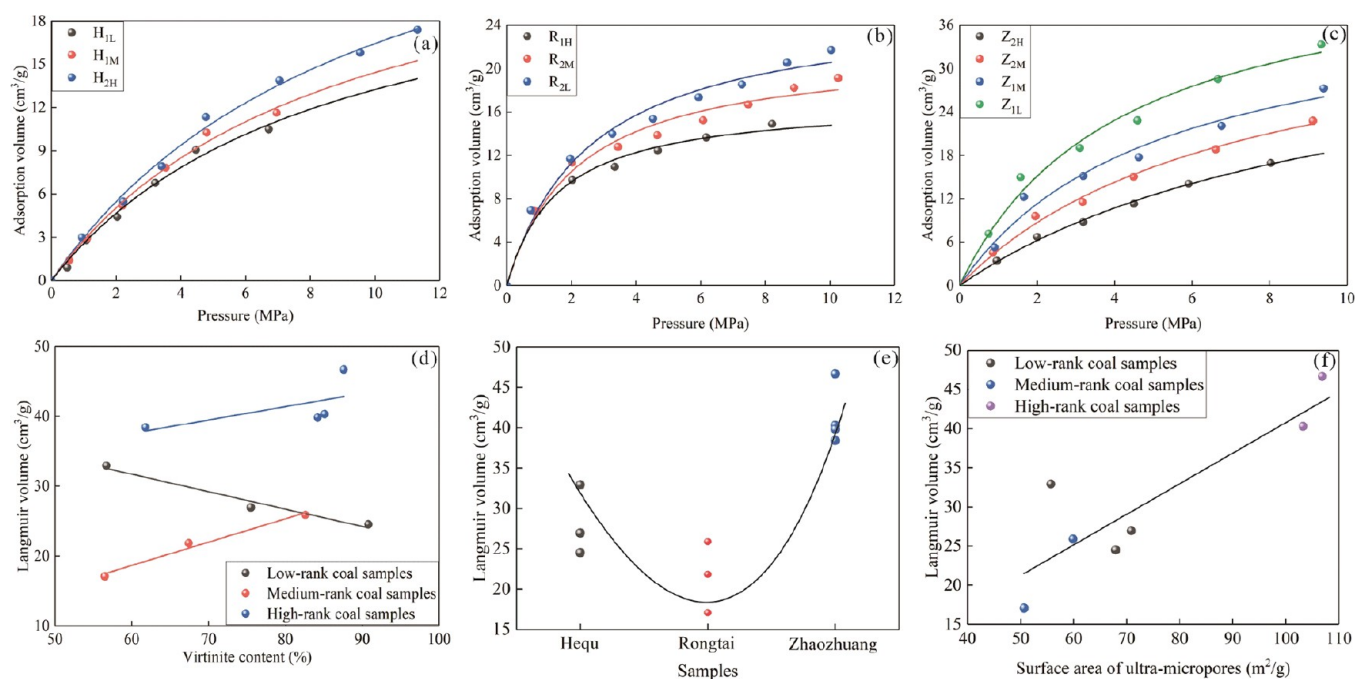 (a)
H1L
H1M
H2H
18
15
12
9
6
3
0
0 2 4 6 8 10 12
Adsorption volume (cm3/g)
Pressure (MPa)
(b)
R1H
R2M
R2L
24
20
16
12
8
4
0
0 2 4 6 8 10 12
Adsorption volume (cm3/g)
Pressure (MPa)
(c)
Z2H
Z2M
Z1M
Z1L
36
30
24
18
12
6
0
0 2 4 6 8 10
Adsorption volume (cm3/g)
Pressure (MPa)
(d)
50
40
30
20
10
50 60 70 80 90 100
Langmuir volume (cm3/g)
Low-rank coal samples
Medium-rank coal samples
High-rank coal samples
Virtinite content (%)
(e)
50
45
40
35
30
25
20
15
Langmuir volume (cm3/g)
Hequ Rongtai Zhaozhuang
Samples
(f)
Low-rank coal samples
Medium-rank coal samples
High-rank coal samples
50
45
40
35
30
25
20
15
40 50 60 70 80 90 100 110
Langmuir volume (cm3/g)
Surface area of ultra-micropores (m2/g)